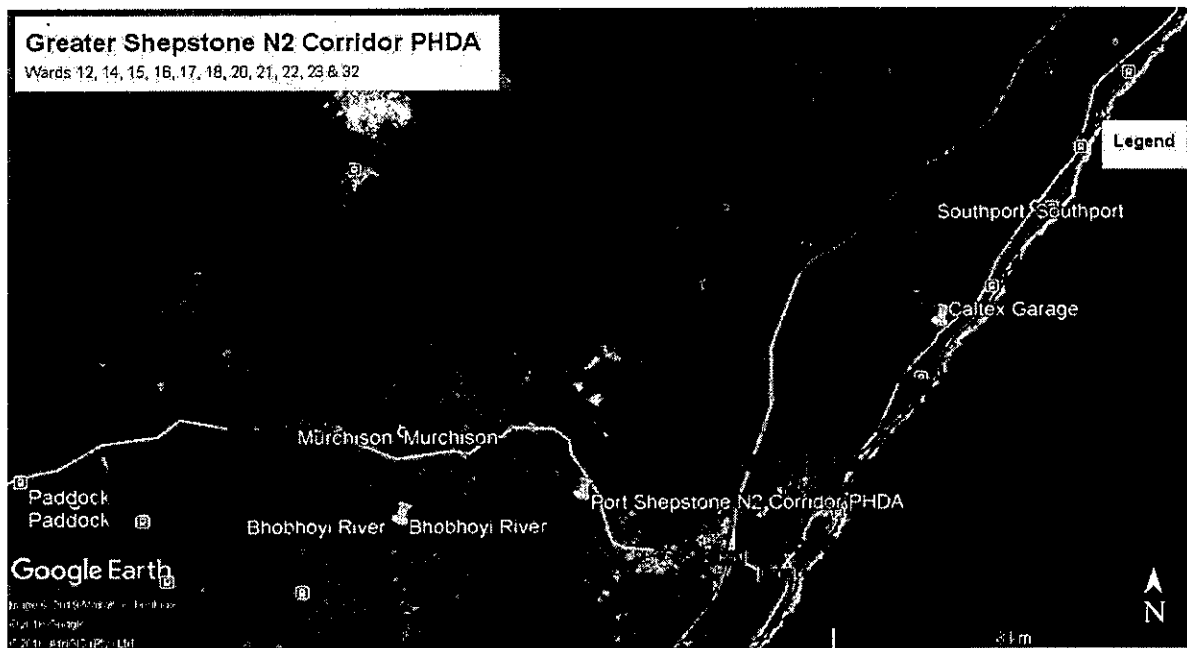 Greater Shepstone N2 Corridor PHDA
Wards 12, 14, 15, 16, 17, 18, 20, 21, 22, 23 & 32
Legend
Southport Southport
Caltex Garage
Murchison Murchison
Paddock
Paddock
Port Shepstone N2 Corridor PHDA
Bhobhoyi River Bhobhoyi River
Google Earth
N